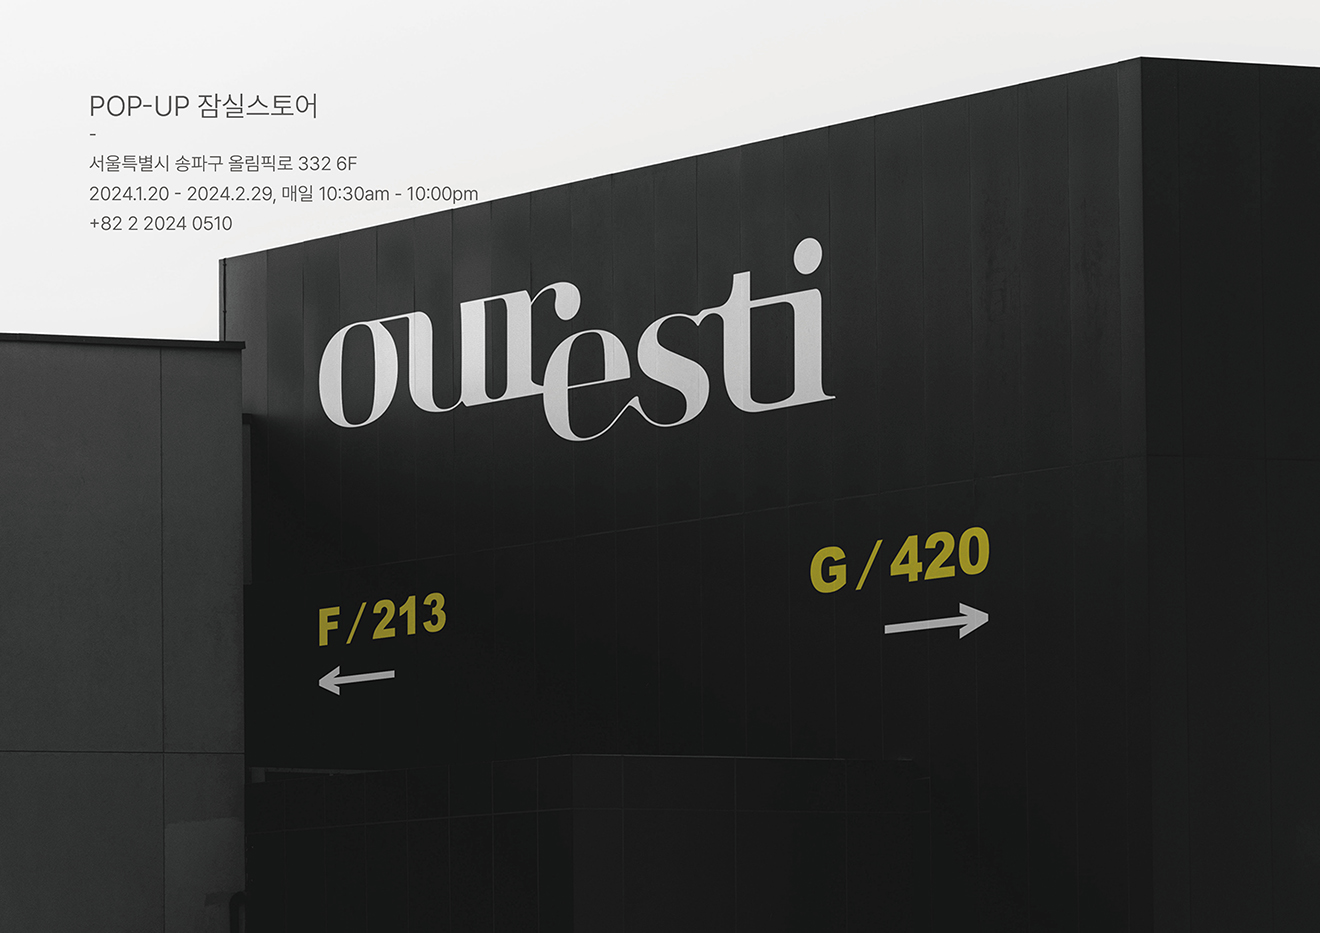 POP-UP 잠실스토어
-
서울특별시 송파구 올림픽로 332 6F
2024.1.20 - 2024.2.29, 매일 10:30am - 10:00pm
+82 2 2024 0510
ouresti
G / 420
F / 213